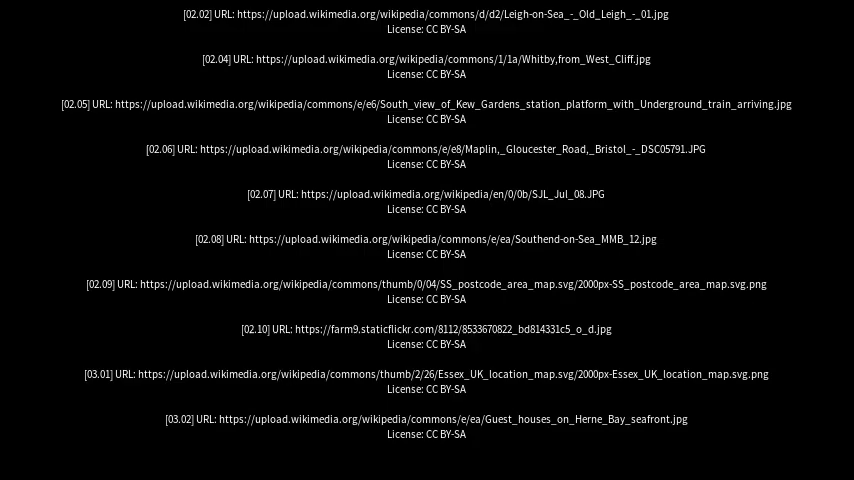 [02.02] URL: https://upload.wikimedia.org/wikipedia/commons/d/d2/Leigh-on-Sea_-_Old_Leigh_-_01.jpg
License: CC BY-SA
[02.04] URL: https://upload.wikimedia.org/wikipedia/commons/1/1a/Whitby,from_West_Cliff.jpg
License: CC BY-SA
[02.05] URL: https://upload.wikimedia.org/wikipedia/commons/e/e6/South_view_of_Kew_Gardens_station_platform_with_Underground_train_arriving.jpg
License: CC BY-SA
[02.06] URL: https://upload.wikimedia.org/wikipedia/commons/e/e8/Maplin,_Gloucester_Road,_Bristol_-_DSC05791.JPG
License: CC BY-SA
[02.07] URL: https://upload.wikimedia.org/wikipedia/en/0/0b/SJL_Jul_08.JPG
License: CC BY-SA
[02.08] URL: https://upload.wikimedia.org/wikipedia/commons/e/ea/Southend-on-Sea_MMB_12.jpg
License: CC BY-SA
[02.09] URL: https://upload.wikimedia.org/wikipedia/commons/thumb/0/04/SS_postcode_area_map.svg/2000px-SS_postcode_area_map.svg.png
License: CC BY-SA
[02.10] URL: https://farm9.staticflickr.com/8112/8533670822_bd814331c5_o_d.jpg
License: CC BY-SA
[03.01] URL: https://upload.wikimedia.org/wikipedia/commons/thumb/2/26/Essex_UK_location_map.svg/2000px-Essex_UK_location_map.svg.png
License: CC BY-SA
[03.02] URL: https://upload.wikimedia.org/wikipedia/commons/e/ea/Guest_houses_on_Herne_Bay_seafront.jpg
License: CC BY-SA